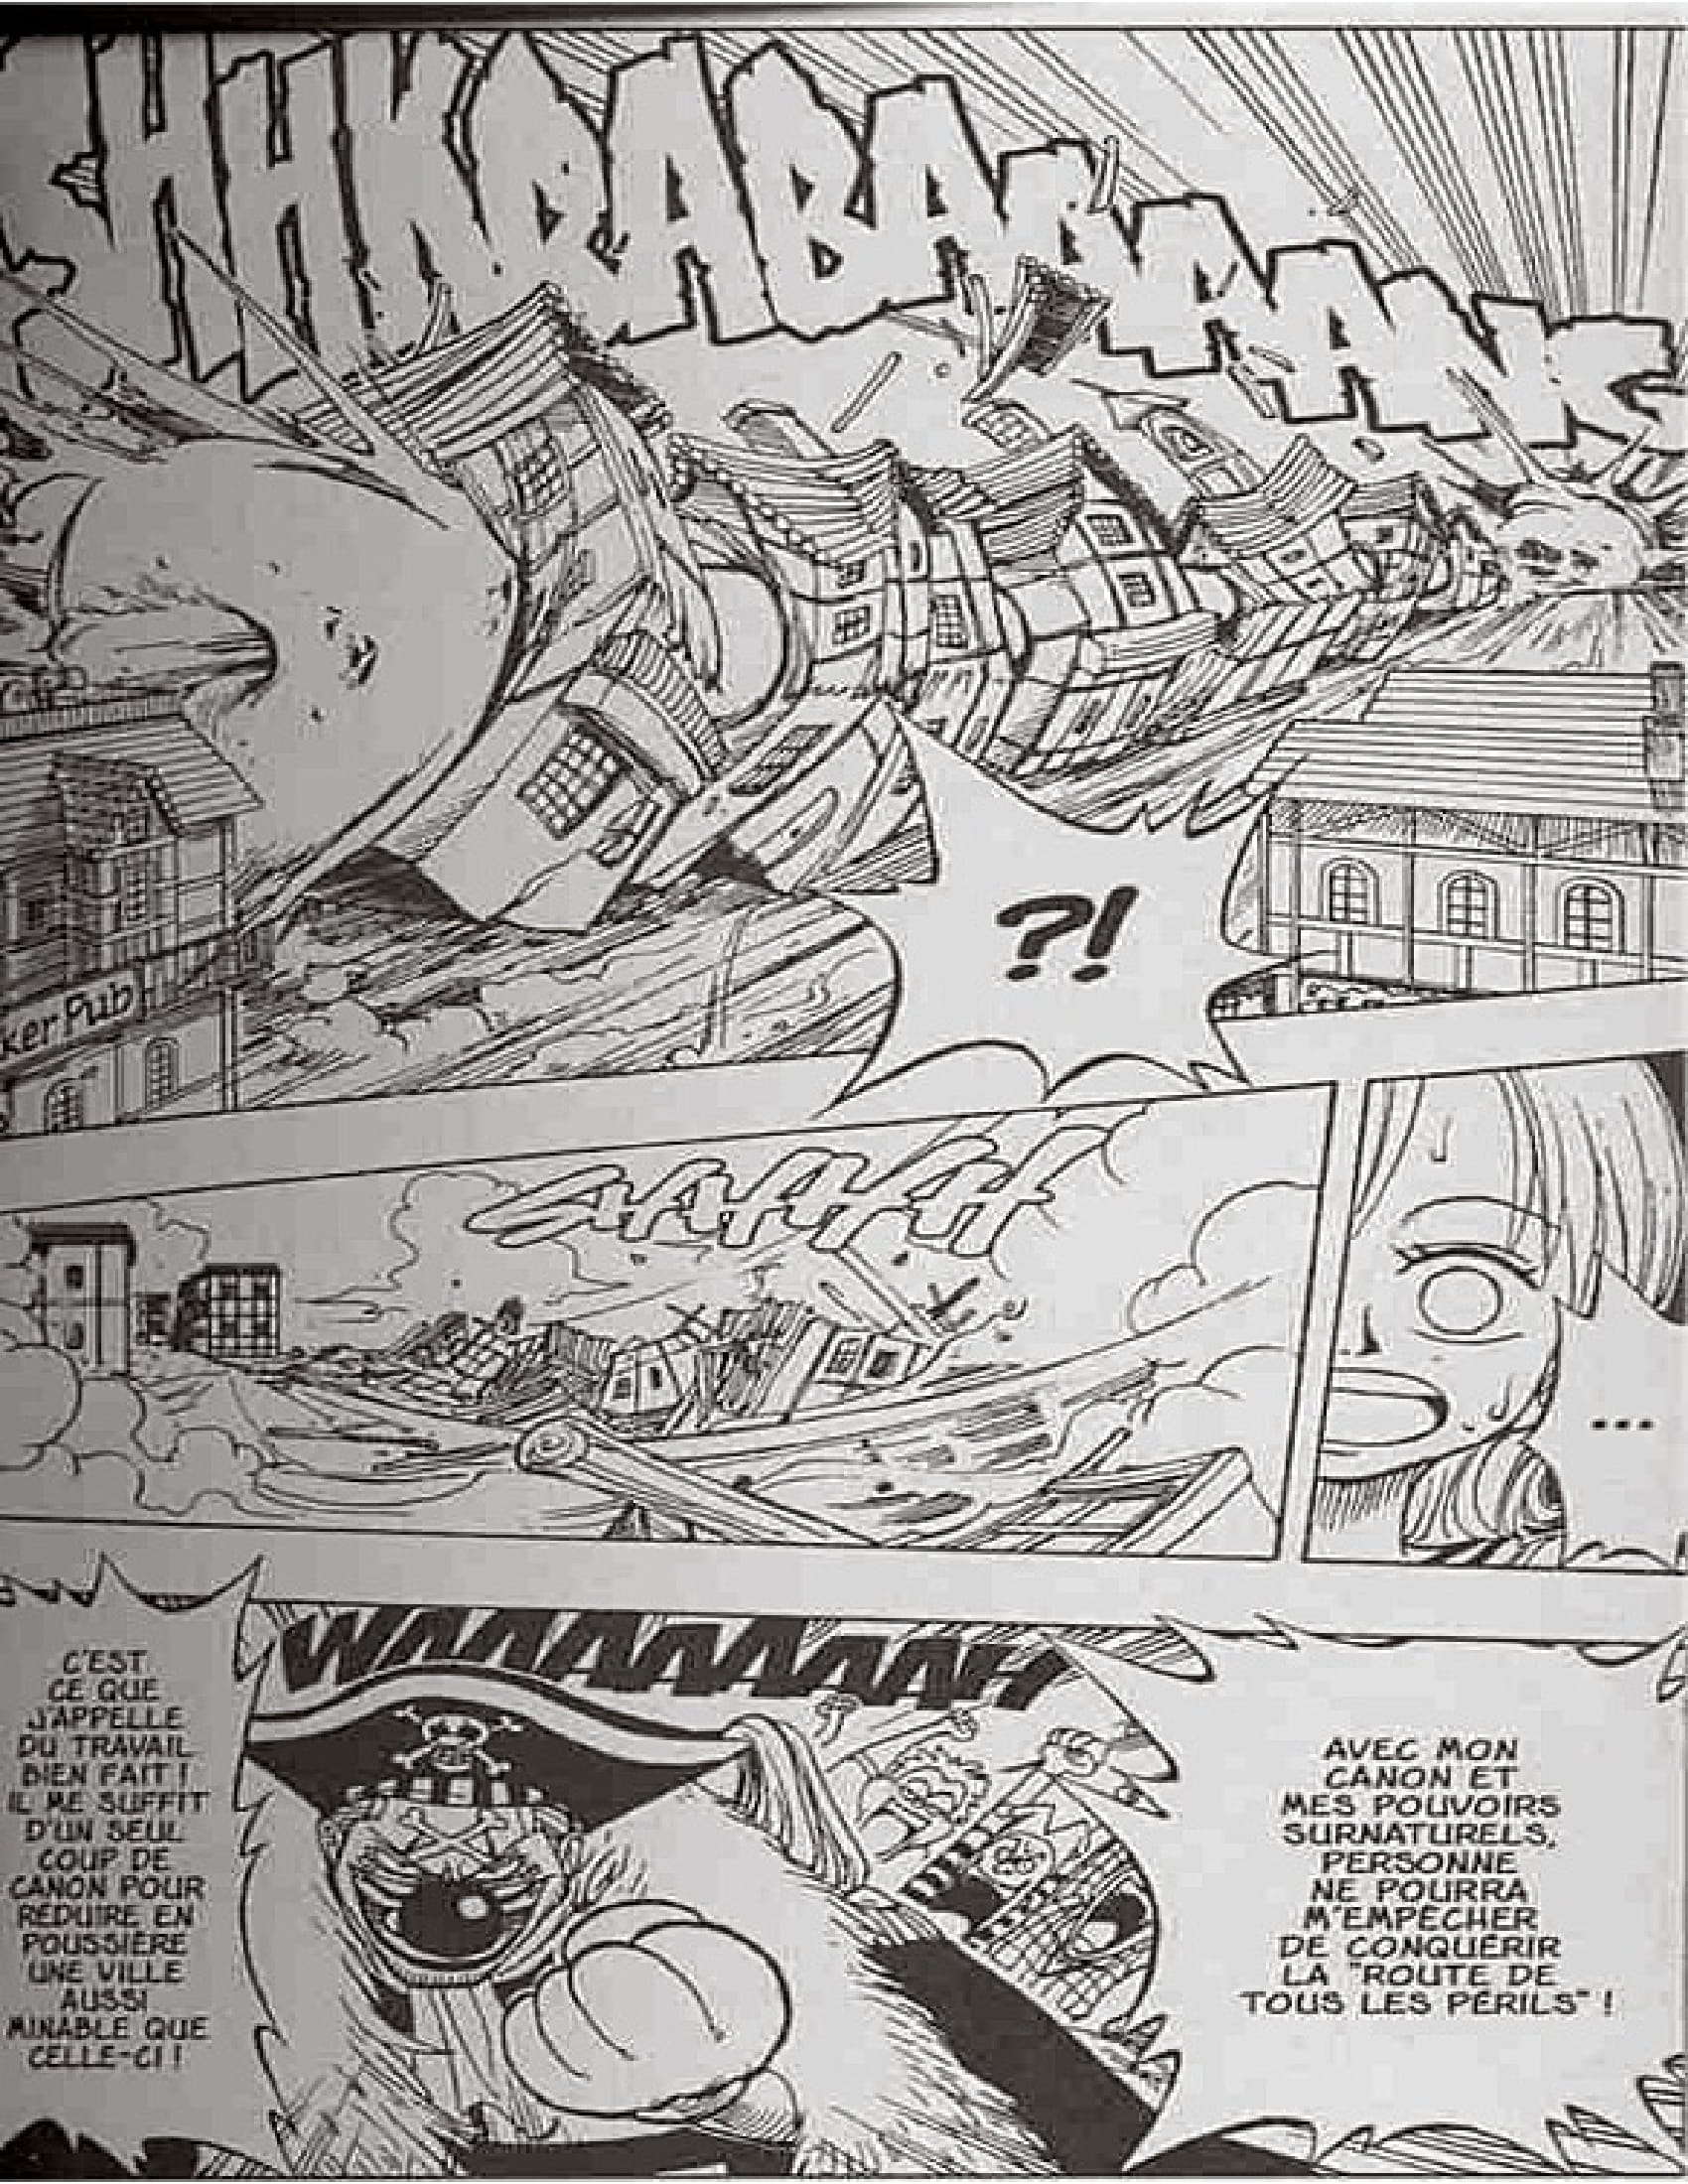 ?!
ker Pub
...
WAAAAAAAAH
AVEC MON
CANON ET
MES POUVOIRS
SURNATURELS,
PERSONNE
NE POURRA
M'EMPÊCHER
DE CONQUÉRIR
LA "ROUTE DE
TOUS LES PÉRILS" !
C'EST
CE QUE
J'APPELLE
DU TRAVAIL
BIEN FAIT !
IL ME SUFFIT
D'UN SEUL
COUP DE
CANON POUR
RÉDUIRE EN
POUSSIÈRE
UNE VILLE
AUSSI
MINABLE QUE
CELLE-CI !